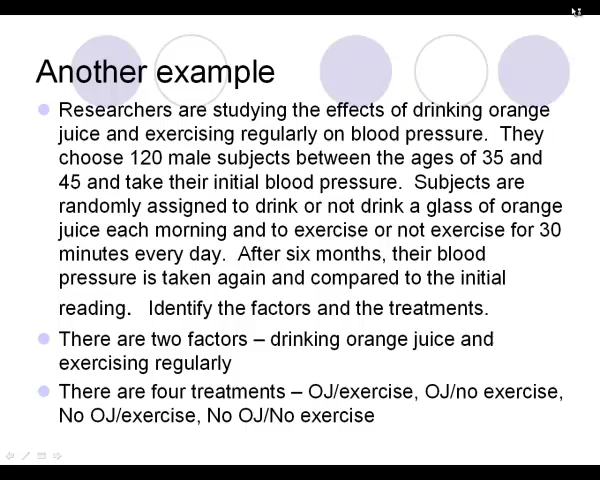 Another example
Researchers are studying the effects of drinking orange
juice and exercising regularly on blood pressure. They
choose 120 male subjects between the ages of 35 and
45 and take their initial blood pressure. Subjects are
randomly assigned to drink or not drink a glass of orange
juice each morning and to exercise or not exercise for 30
minutes every day. After six months, their blood
pressure is taken again and compared to the initial
reading. Identify the factors and the treatments.
There are two factors – drinking orange juice and
exercising regularly
There are four treatments – OJ/exercise, OJ/no exercise,
No OJ/exercise, No OJ/No exercise